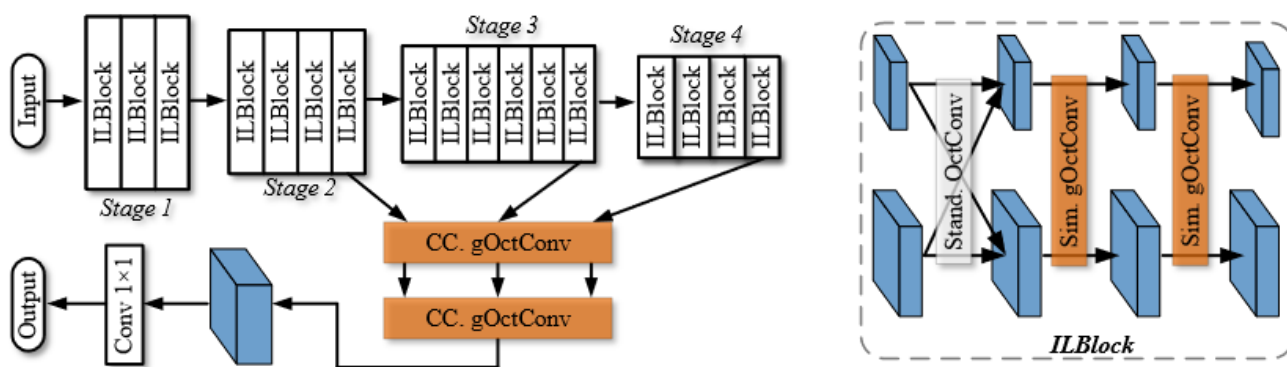 Input
ILBlock
ILBlock
ILBlock
Stage 1
ILBlock
ILBlock
ILBlock
ILBlock
Stage 2
Stage 3
ILBlock
ILBlock
ILBlock
ILBlock
ILBlock
ILBlock
Stage 4
ILBlock
ILBlock
ILBlock
ILBlock
CC. gOctConv
CC. gOctConv
Conv 1×1
Output
Stand. OctConv
Sim. gOctConv
Sim. gOctConv
ILBlock